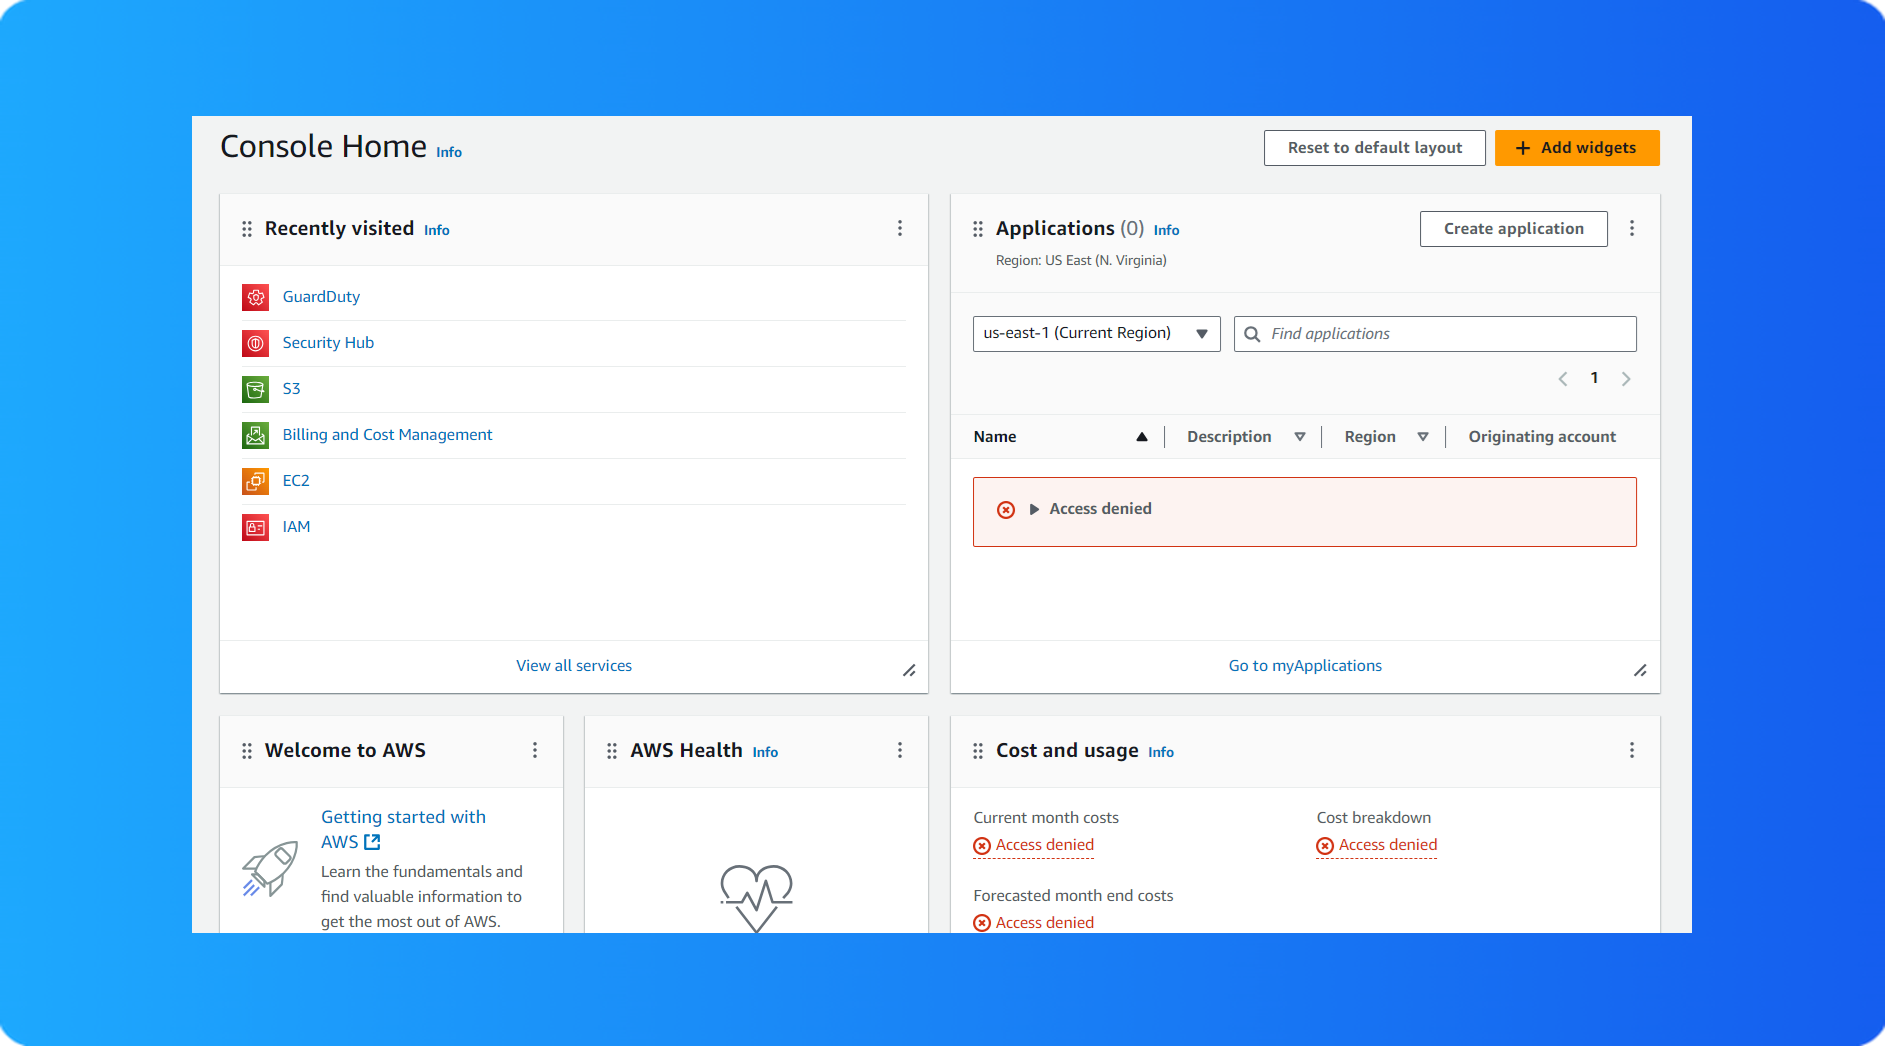 Console Home Info
Reset to default layout
+ Add widgets
Recently visited Info
GuardDuty
Security Hub
S3
Billing and Cost Management
EC2
IAM
View all services
Applications (0) Info
Region: US East (N. Virginia)
Create application
us-east-1 (Current Region)
Find applications
1
Name Description Region Originating account
Access denied
Go to myApplications
Welcome to AWS
Getting started with
AWS
Learn the fundamentals and
find valuable information to
get the most out of AWS.
AWS Health Info
Cost and usage Info
Current month costs
Access denied
Cost breakdown
Access denied
Forecasted month end costs
Access denied